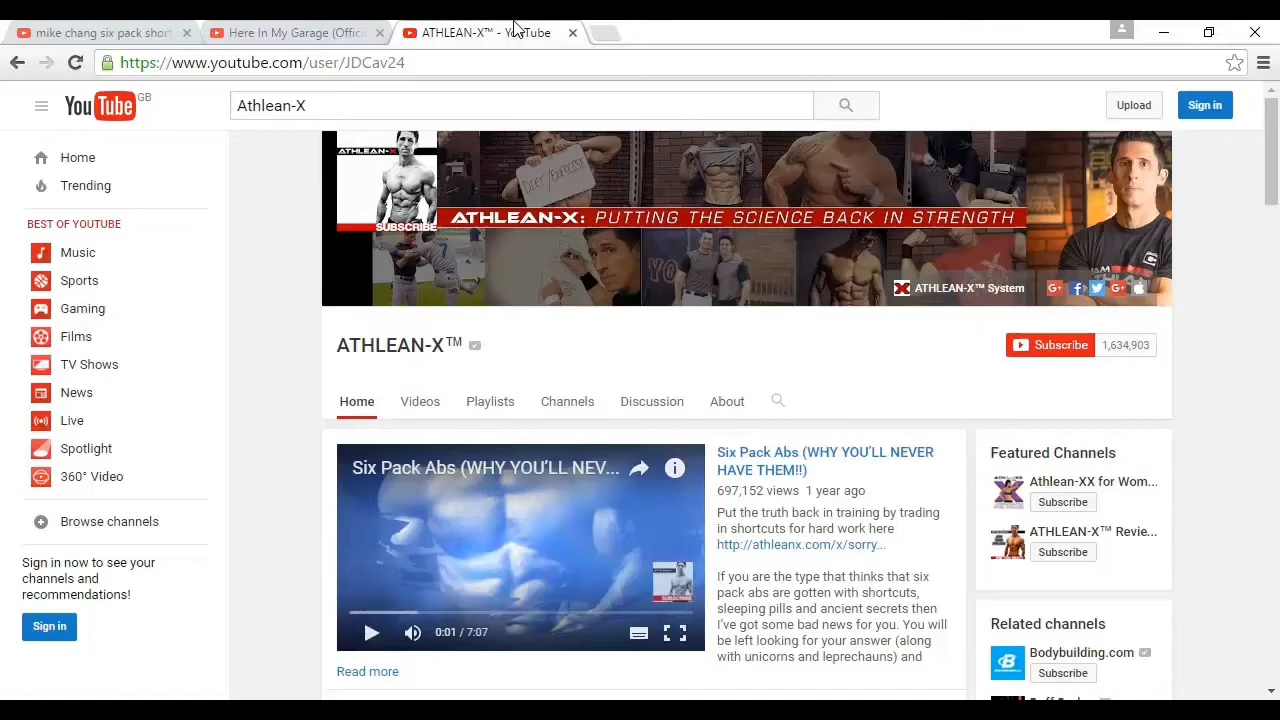 mike chang six pack short
Here In My Garage (Offici
ATHLEAN-X™ - YouTube
https://www.youtube.com/user/JDCav24
YouTube GB
Athlean-X
Upload
Sign in
Home
Trending
BEST OF YOUTUBE
Music
Sports
Gaming
Films
TV Shows
News
Live
Spotlight
360° Video
Browse channels
Sign in now to see your
channels and
recommendations!
Sign in
ATHLEAN-X
SUBSCRIBE
DIET/EXERCISE
ATHLEAN-X: PUTTING THE SCIENCE BACK IN STRENGTH
ATHLEAN-X™ System
ATHLEAN-X™
Subscribe 1,634,903
Home
Videos
Playlists
Channels
Discussion
About
Six Pack Abs (WHY YOU'LL NEV...
0:01 / 7:07
Six Pack Abs (WHY YOU'LL NEVER
HAVE THEM!!)
697,152 views 1 year ago
Put the truth back in training by trading
in shortcuts for hard work here
http://athleanx.com/x/sorry...
If you are the type that thinks that six
pack abs are gotten with shortcuts,
sleeping pills and ancient secrets then
I've got some bad news for you. You will
be left looking for your answer (along
with unicorns and leprechauns) and
Read more
Featured Channels
Athlean-XX for Wom...
Subscribe
ATHLEAN-X™ Revie...
Subscribe
Related channels
Bodybuilding.com
Subscribe